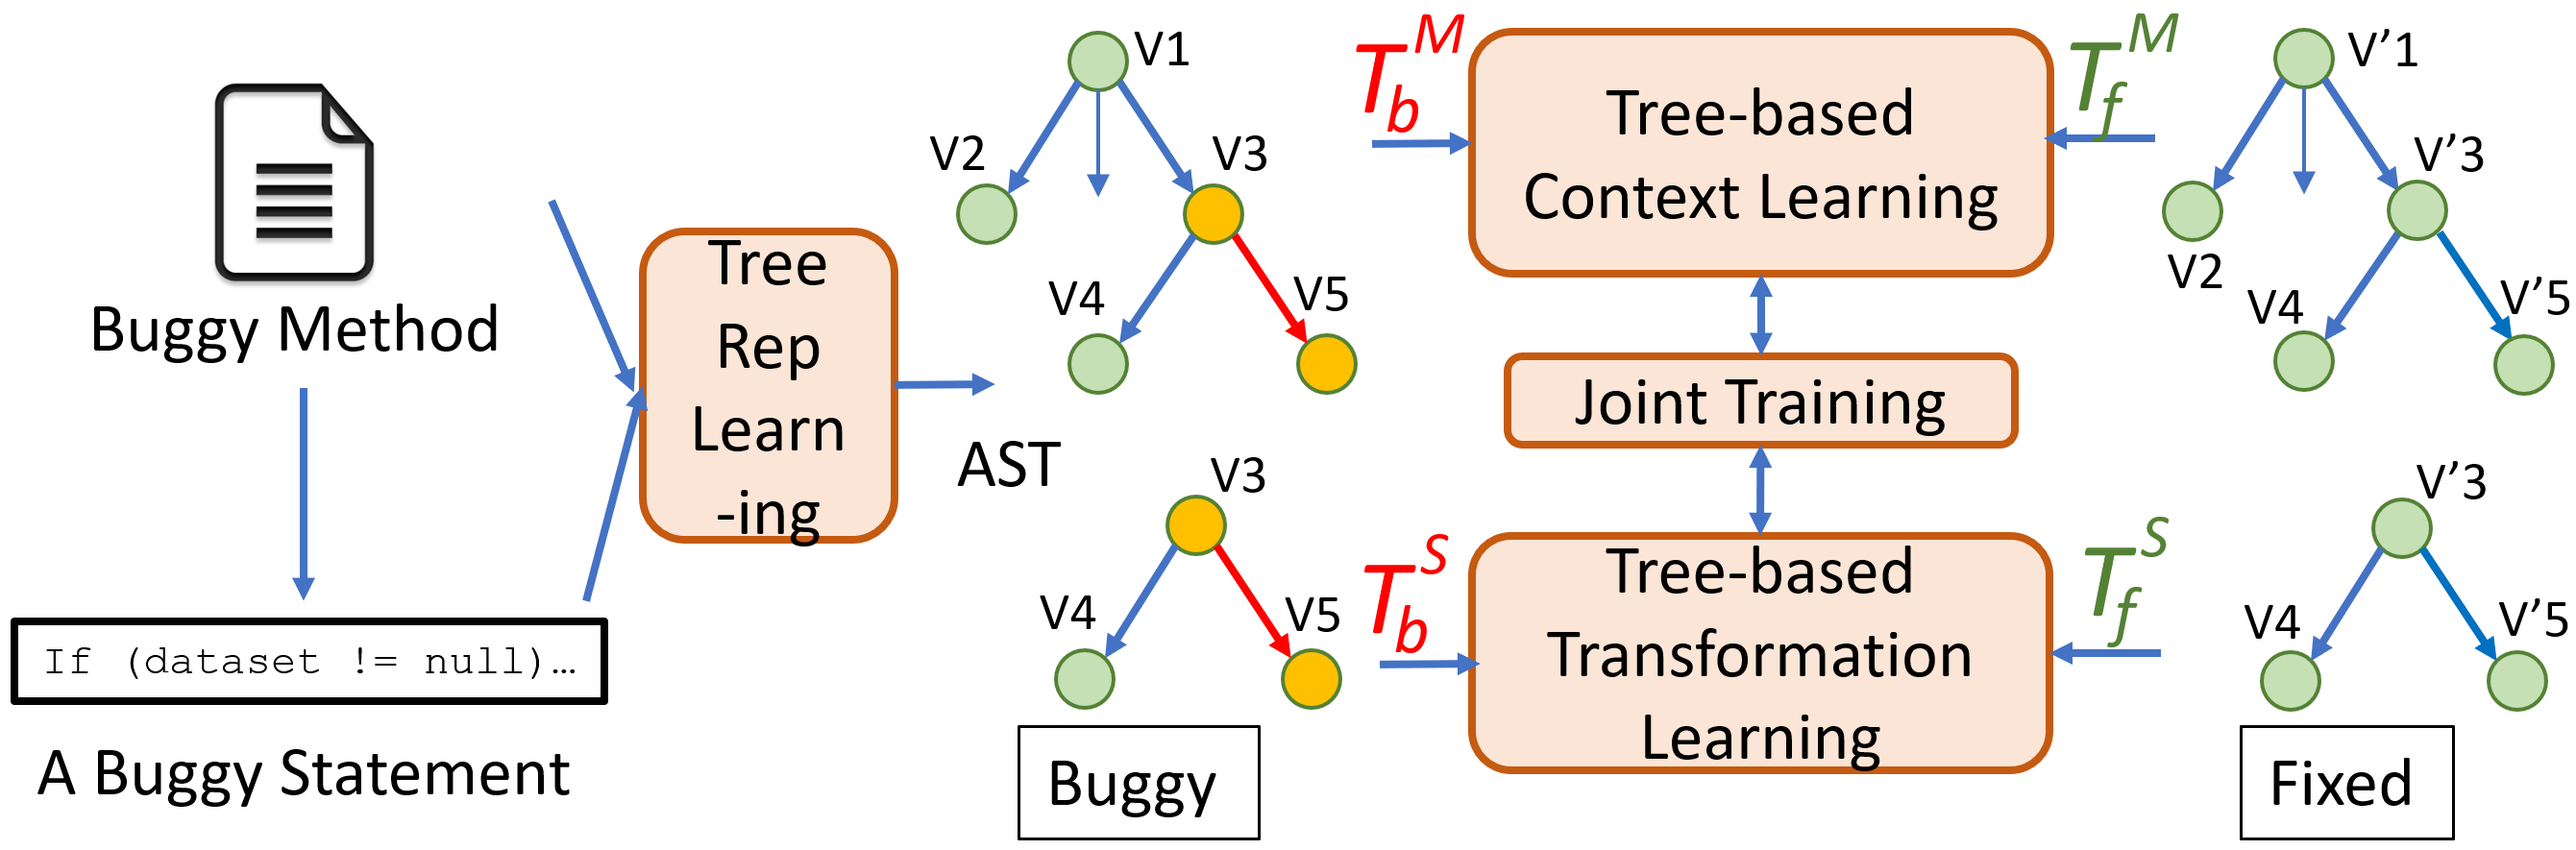 Buggy Method
If (dataset != null)…
A Buggy Statement
Tree
Rep
Learn
-ing
AST
V1
V2
V3
V4
V5
V3
V4
V5
Buggy
T_b^M
T_b^S
Tree-based
Context Learning
Joint Training
Tree-based
Transformation
Learning
T_f^M
T_f^S
V’1
V’3
V2
V4
V’5
V’3
V4
V’5
Fixed